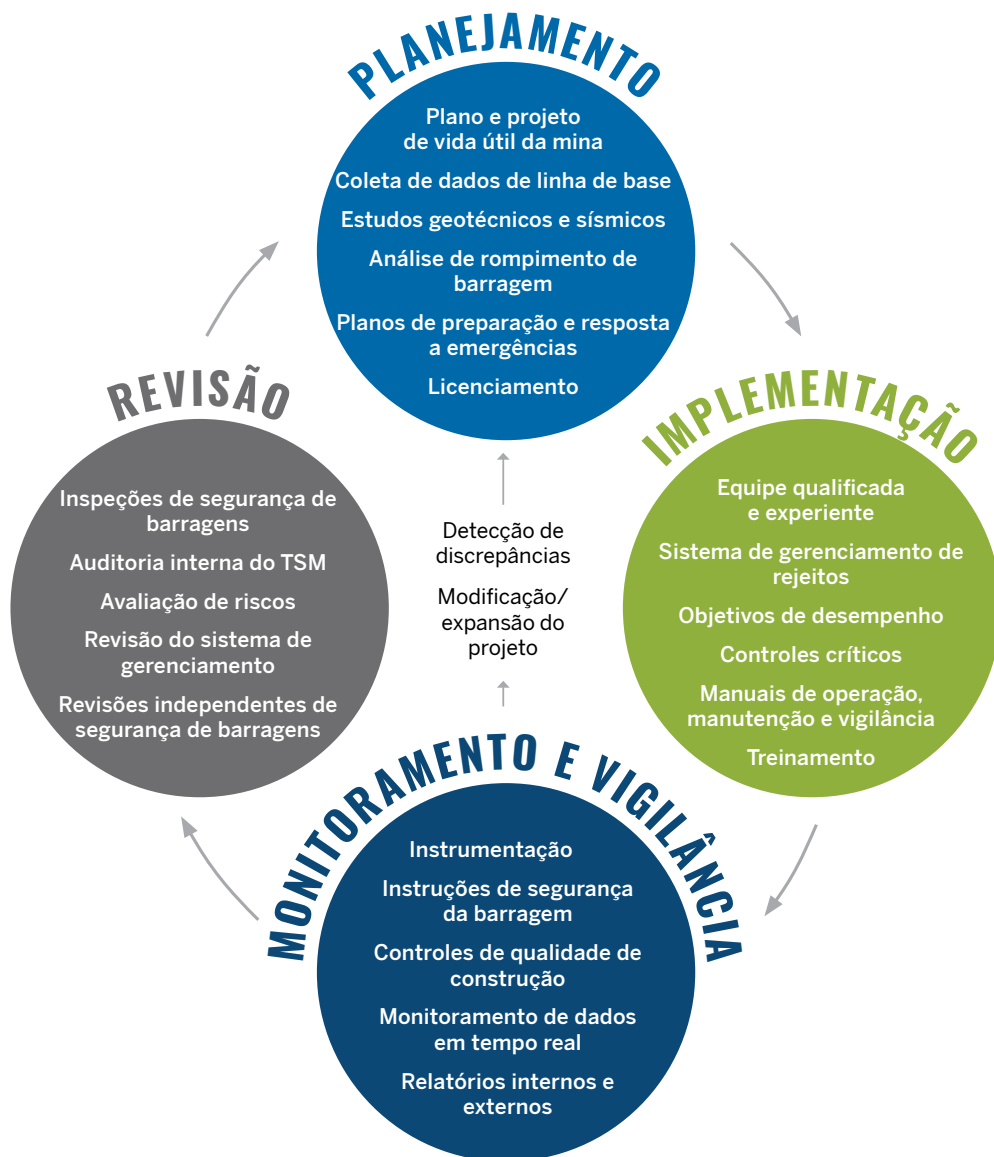 PLANEJAMENTO
Plano e projeto
de vida útil da mina
Coleta de dados de linha de base
Estudos geotécnicos e sísmicos
Análise de rompimento de
barragem
Planos de preparação e resposta
a emergências
Licenciamento
IMPLEMENTAÇÃO
Equipe qualificada
e experiente
Sistema de gerenciamento de
rejeitos
Objetivos de desempenho
Controles críticos
Manuais de operação,
manutenção e vigilância
Treinamento
MONITORAMENTO E VIGILÂNCIA
Instrumentação
Instruções de segurança
da barragem
Controles de qualidade de
construção
Monitoramento de dados
em tempo real
Relatórios internos e
externos
REVISÃO
Inspeções de segurança de
barragens
Auditoria interna do TSM
Avaliação de riscos
Revisão do sistema de
gerenciamento
Revisões independentes de
segurança de barragens
Detecção de
discrepâncias
Modificação/
expansão do
projeto